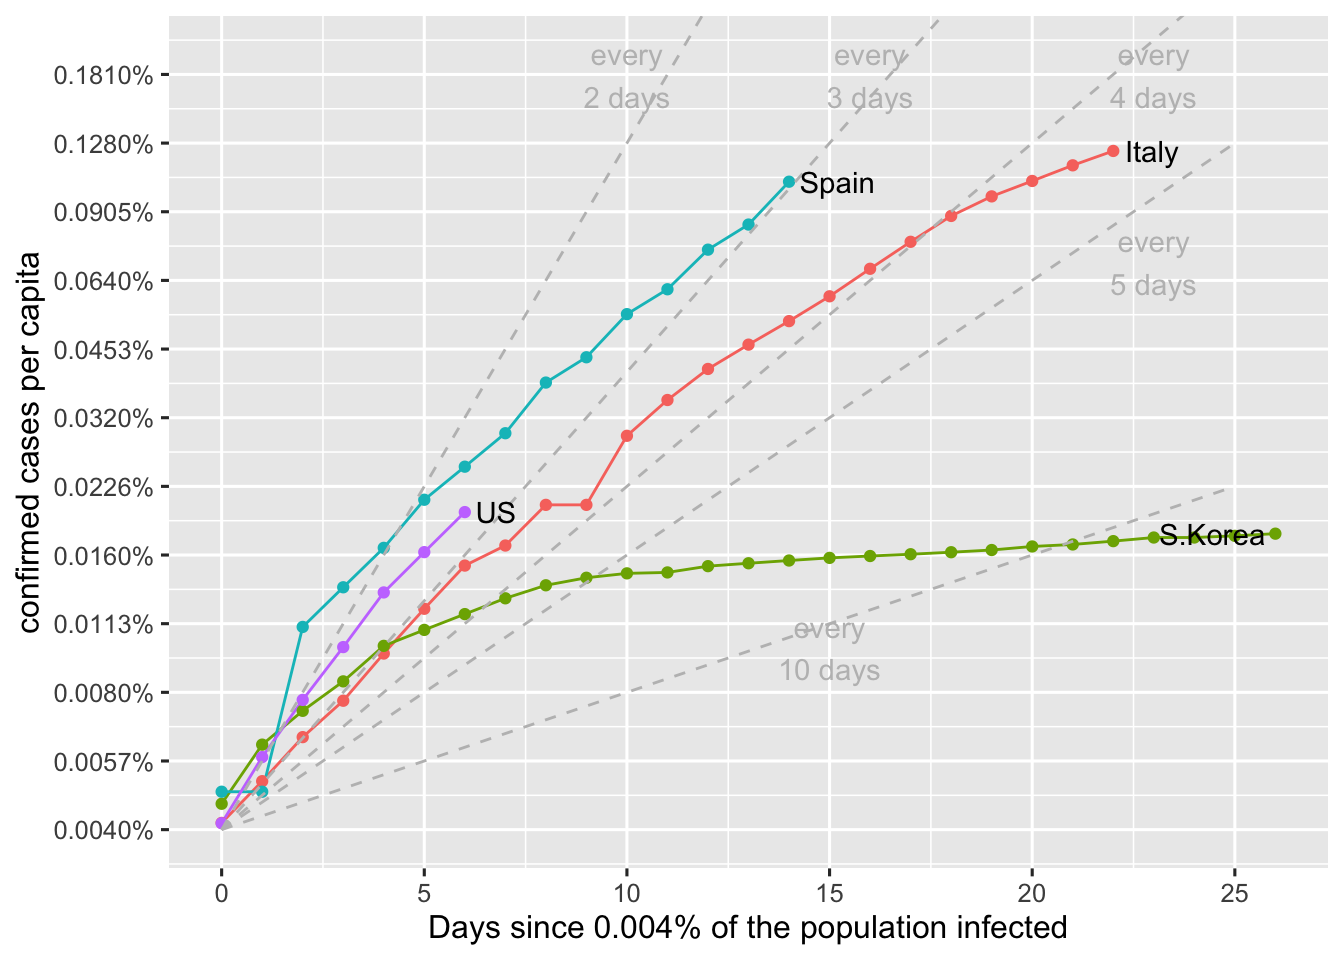 every
every
every
2 days
3 days
4 days
0.1810%
0.1280%
Italy
Spain
0.0905%
every
0.0640%
5 days
0.0453%
0.0320%
0.0226%
US
S.Korea
0.0160%
0.0113%
every
10 days
0.0080%
0.0057%
0.0040%
confirmed cases per capita
0 5 10 15 20 25
Days since 0.004% of the population infected